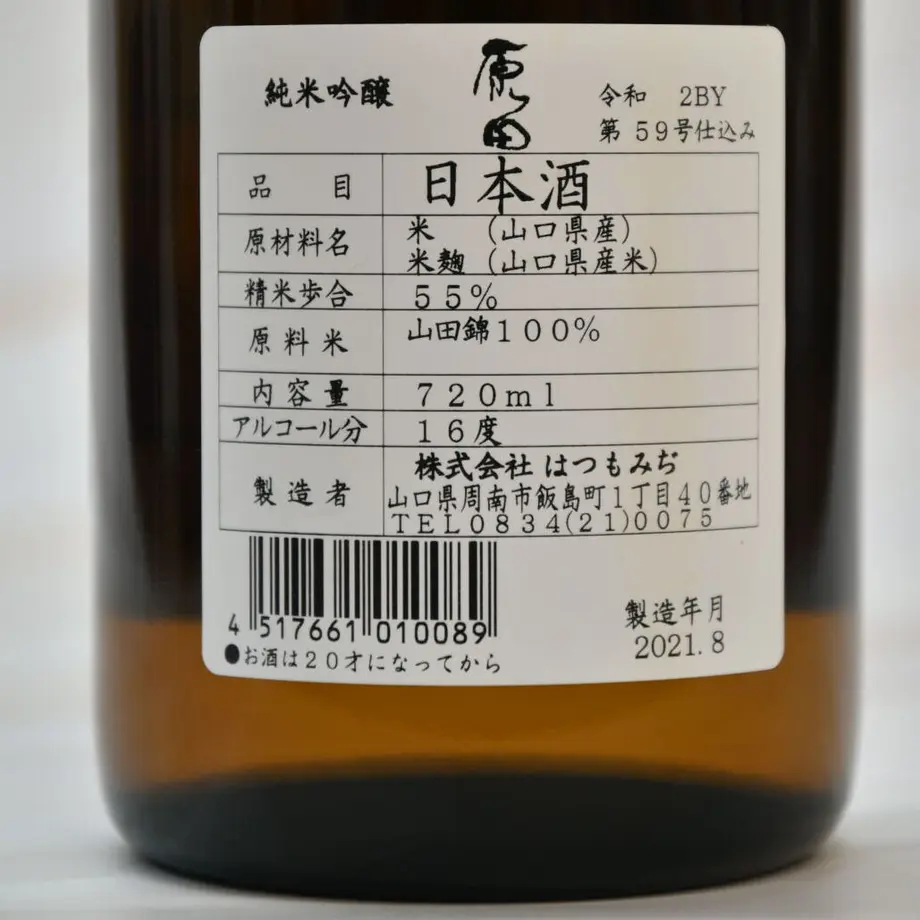 純米吟醸
原田
令和 2BY
第59号仕込み
品目 日本酒
原材料名 米 (山口県産)
米麹 (山口県産米)
精米歩合 55%
原料米 山田錦100%
内容量 720ml
アルコール分 16度
製造者 株式会社 はつもみぢ
山口県周南市飯島町1丁目40番地
TEL0834(21)0075
4 517661 010089
●お酒は20才になってから
製造年月
2021.8